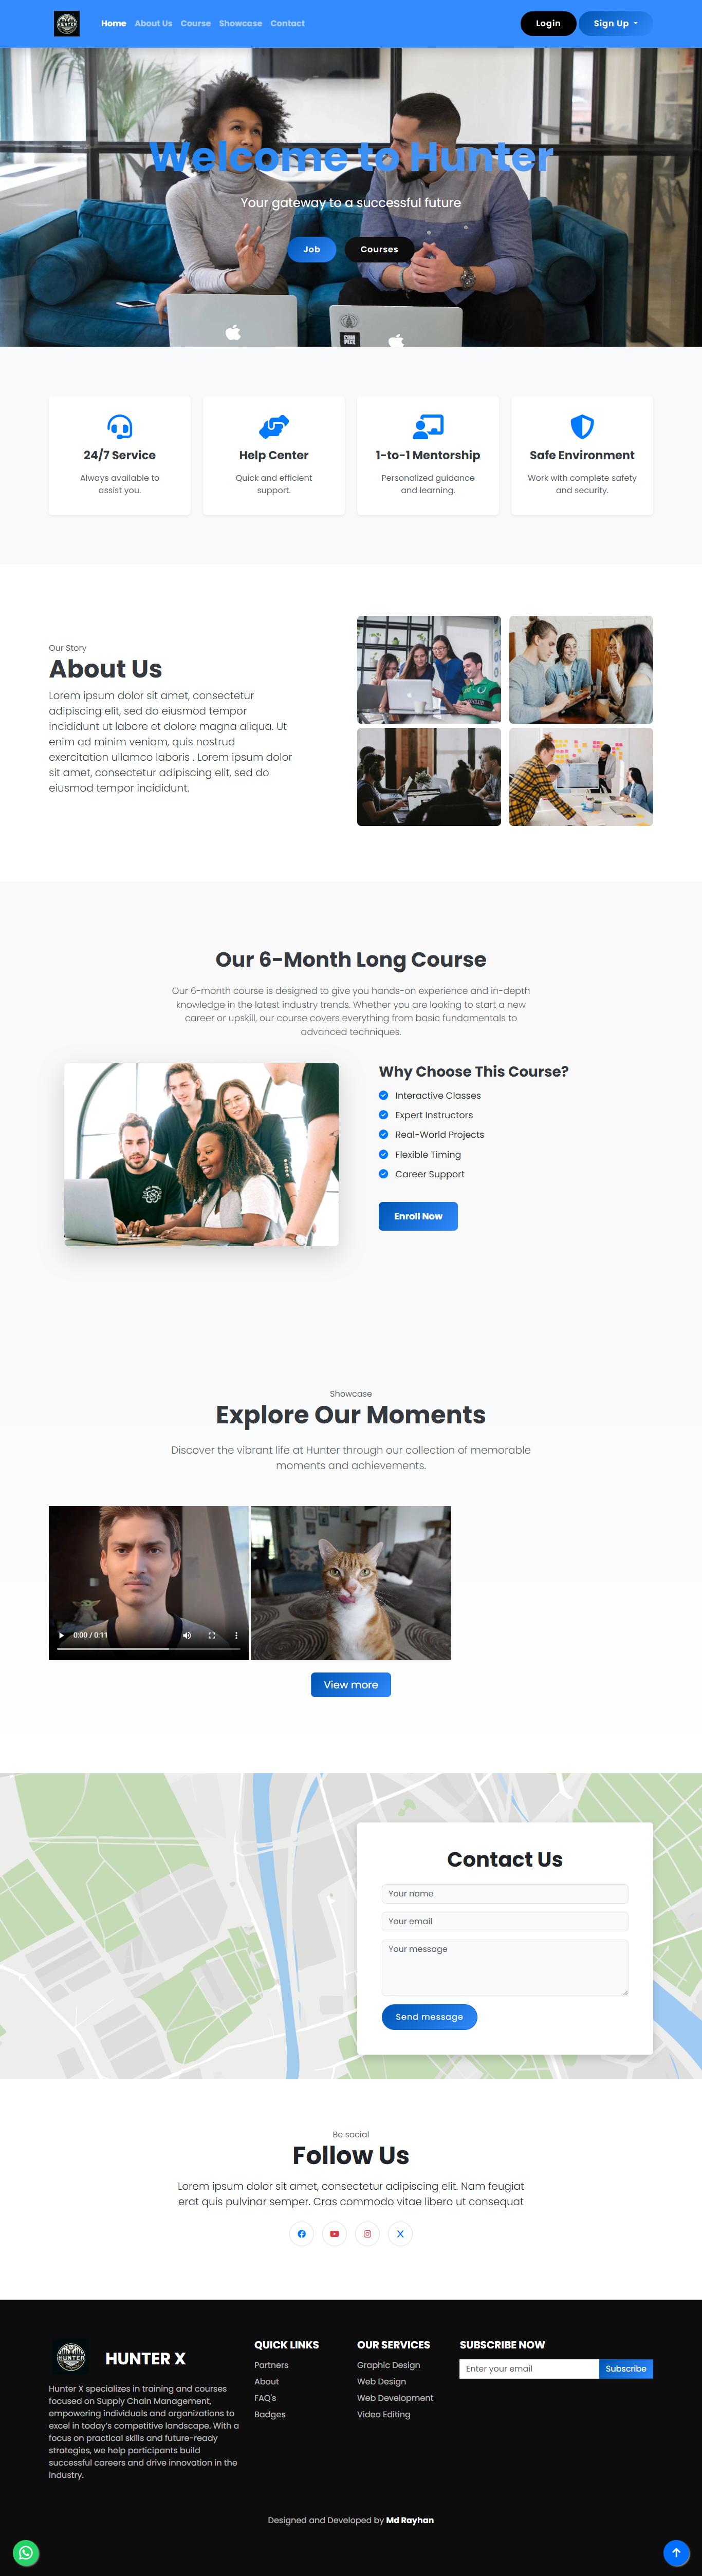 HUNTER
Home About Us Course Showcase Contact
Login Sign Up
Welcome to Hunter
Your gateway to a successful future
Job Courses
24/7 Service
Always available to
assist you.
Help Center
Quick and efficient
support.
1-to-1 Mentorship
Personalized guidance
and learning.
Safe Environment
Work with complete safety
and security.
Our Story
About Us
Lorem ipsum dolor sit amet, consectetur
adipiscing elit, sed do eiusmod tempor
incididunt ut labore et dolore magna aliqua. Ut
enim ad minim veniam, quis nostrud
exercitation ullamco laboris . Lorem ipsum dolor
sit amet, consectetur adipiscing elit, sed do
eiusmod tempor incididunt.
Our 6-Month Long Course
Our 6-month course is designed to give you hands-on experience and in-depth
knowledge in the latest industry trends. Whether you are looking to start a new
career or upskill, our course covers everything from basic fundamentals to
advanced techniques.
Why Choose This Course?
Interactive Classes
Expert Instructors
Real-World Projects
Flexible Timing
Career Support
Enroll Now
Showcase
Explore Our Moments
Discover the vibrant life at Hunter through our collection of memorable
moments and achievements.
0:00 / 0:11
View more
Contact Us
Your name
Your email
Your message
Send message
Be social
Follow Us
Lorem ipsum dolor sit amet, consectetur adipiscing elit. Nam feugiat
erat quis pulvinar semper. Cras commodo vitae libero ut consequat
HUNTER
HUNTER X
Hunter X specializes in training and courses
focused on Supply Chain Management,
empowering individuals and organizations to
excel in today's competitive landscape. With a
focus on practical skills and future-ready
strategies, we help participants build
successful careers and drive innovation in the
industry.
QUICK LINKS
Partners
About
FAQ's
Badges
OUR SERVICES
Graphic Design
Web Design
Web Development
Video Editing
SUBSCRIBE NOW
Enter your email Subscribe
Designed and Developed by Md Rayhan